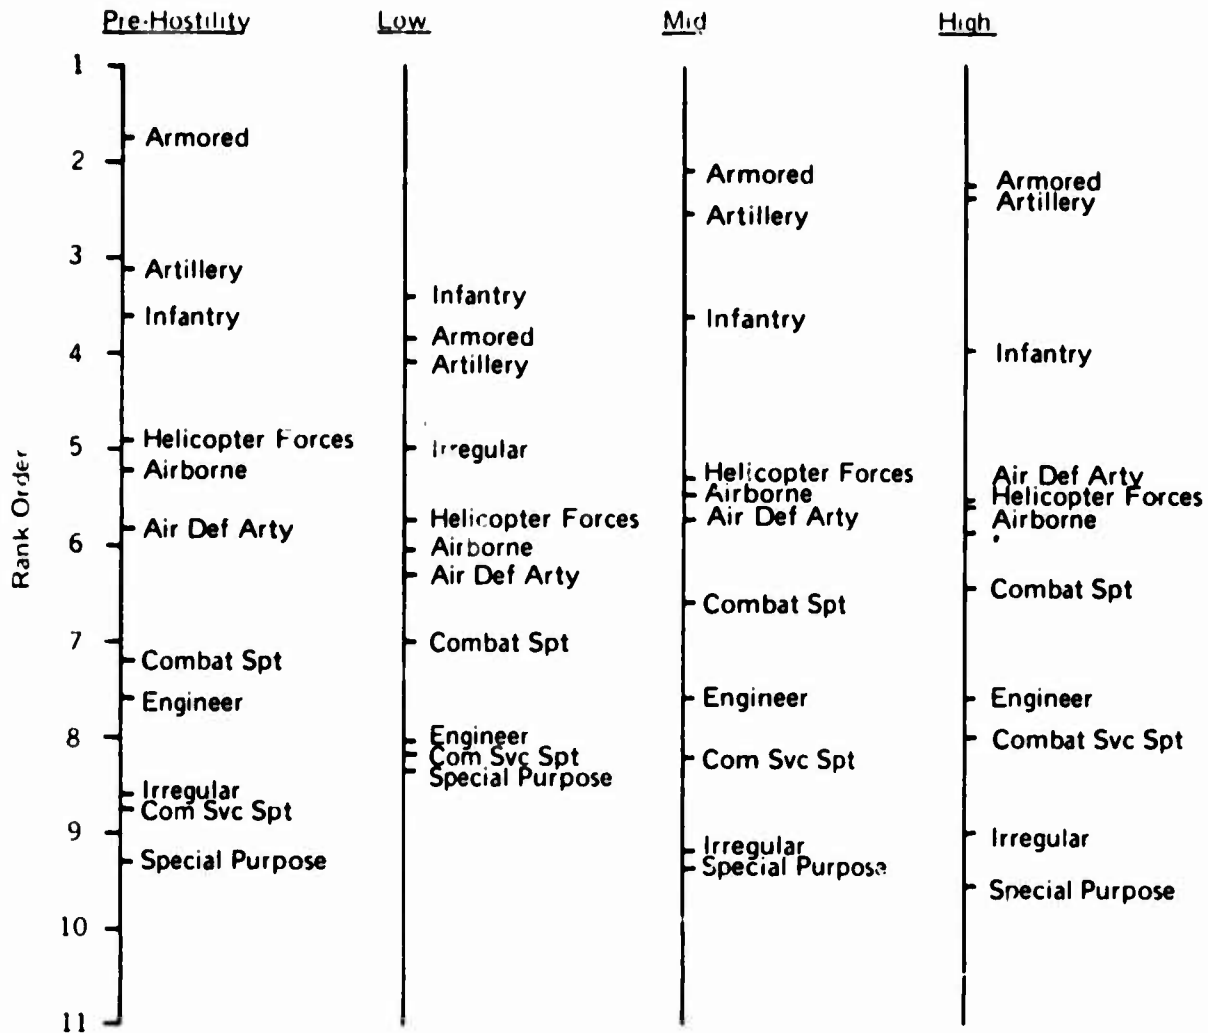 Pre-Hostility
Low
Mid
High
Rank Order
1
2
3
4
5
6
7
8
9
10
11
Armored
Artillery
Infantry
Helicopter Forces
Airborne
Air Def Arty
Combat Spt
Engineer
Irregular
Com Svc Spt
Special Purpose
Infantry
Armored
Artillery
Irregular
Helicopter Forces
Airborne
Air Def Arty
Combat Spt
Engineer
Com Svc Spt
Special Purpose
Armored
Artillery
Infantry
Helicopter Forces
Airborne
Air Def Arty
Combat Spt
Engineer
Com Svc Spt
Irregular
Special Purpose
Armored
Artillery
Infantry
Air Def Arty
Helicopter Forces
Airborne
Combat Spt
Engineer
Combat Svc Spt
Irregular
Special Purpose